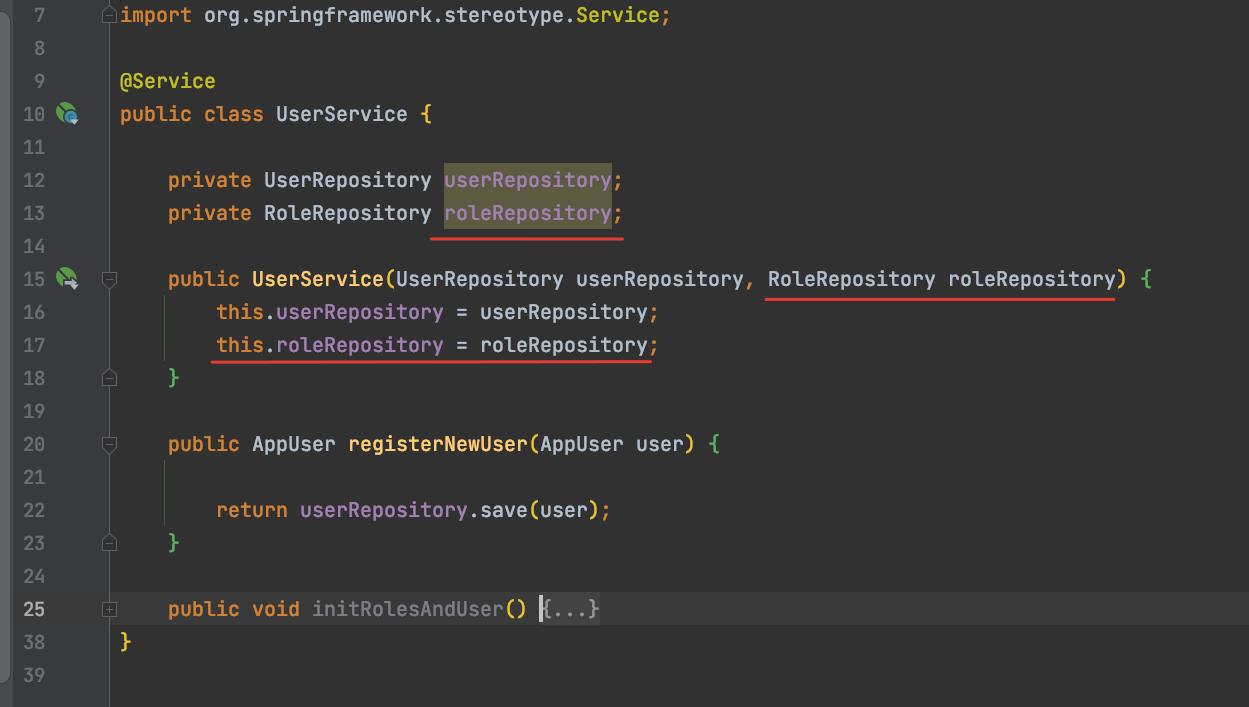 7 import org.springframework.stereotype.Service;
8
9 @Service
10 public class UserService {
11
12 private UserRepository userRepository;
13 private RoleRepository roleRepository;
14
15 public UserService(UserRepository userRepository, RoleRepository roleRepository) {
16 this.userRepository = userRepository;
17 this.roleRepository = roleRepository;
18 }
19
20 public AppUser registerNewUser(AppUser user) {
21
22 return userRepository.save(user);
23 }
24
25 public void initRolesAndUser() {...}
38 }
39